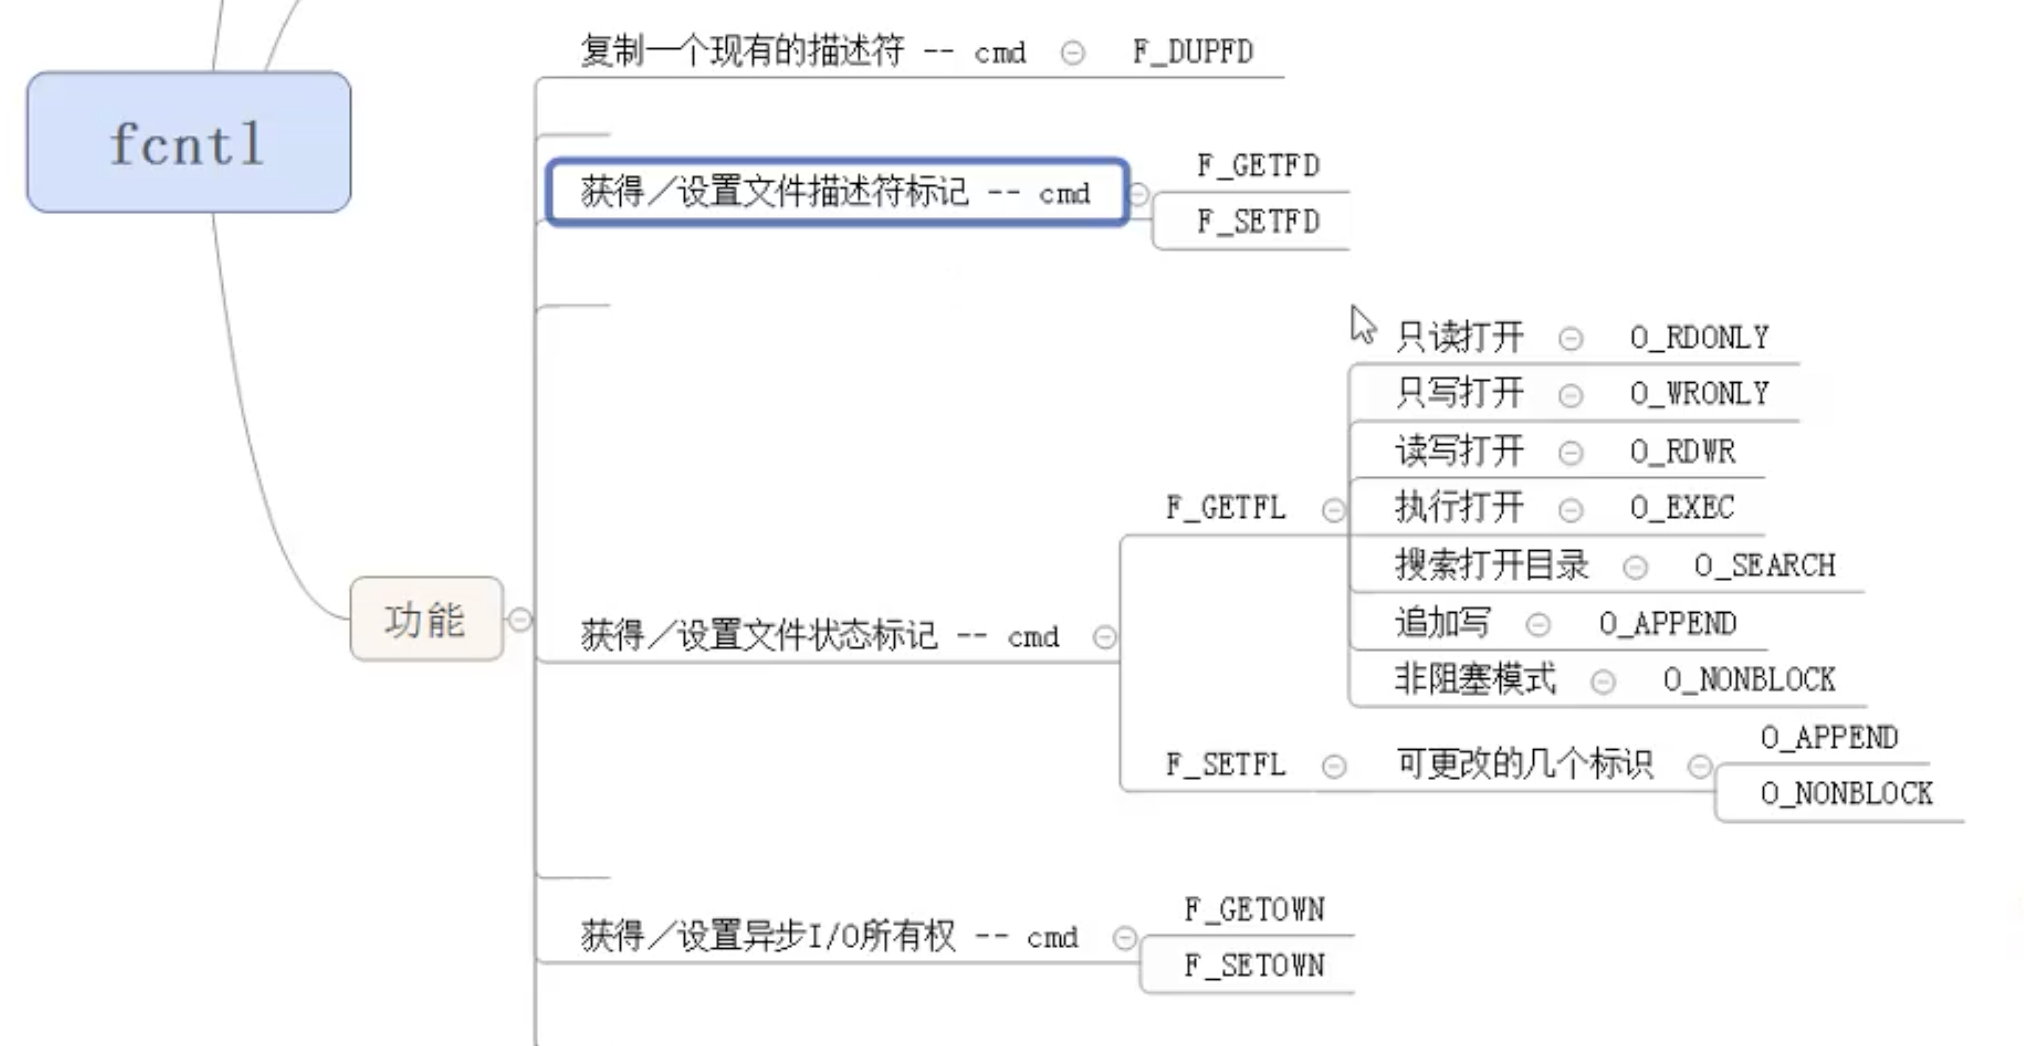 fcntl
功能
复制一个现有的描述符 -- cmd F_DUPFD
获得／设置文件描述符标记 -- cmd
F_GETFD
F_SETFD
获得／设置文件状态标记 -- cmd
F_GETFL
只读打开 O_RDONLY
只写打开 O_WRONLY
读写打开 O_RDWR
执行打开 O_EXEC
搜索打开目录 O_SEARCH
追加写 O_APPEND
非阻塞模式 O_NONBLOCK
F_SETFL 可更改的几个标识
O_APPEND
O_NONBLOCK
获得／设置异步I/O所有权 -- cmd
F_GETOWN
F_SETOWN